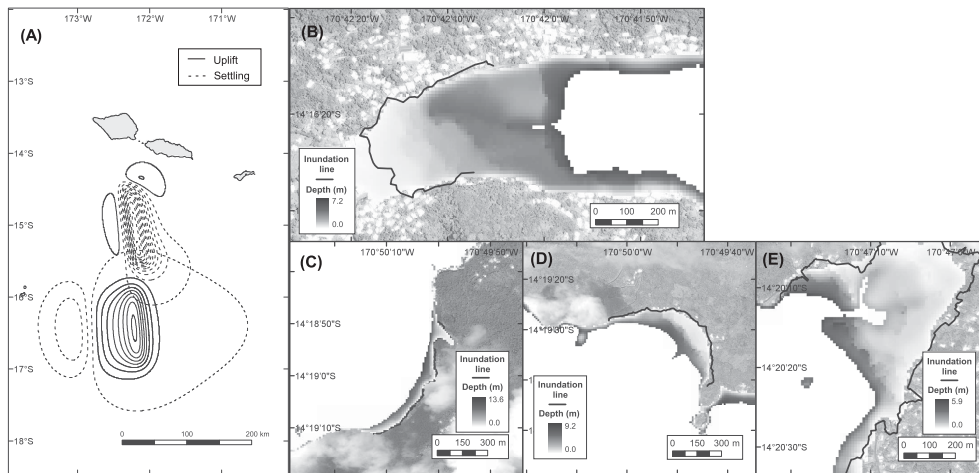 (A)
173°W
172°W
171°W
Uplift
Settling
13°S
14°S
15°S
16°S
17°S
18°S
0 50 100 200 km
(B)
170°42'20"W
170°42'10"W
170°42'0"W
170°41'50"W
14°16'20"S
Inundation
line
Depth (m)
7.2
0.0
0 100 200 m
(C)
170°50'10"W
170°49'50"W
14°18'50"S
14°19'0"S
14°19'10"S
Inundation
line
Depth (m)
13.6
0.0
0 150 300 m
(D)
170°50'0"W
170°49'40"W
14°19'20"S
14°19'30"S
Inundation
line
Depth (m)
9.2
0.0
0 150 300 m
(E)
170°47'10"W
14°20'10"S
14°20'20"S
14°20'30"S
Inundation
line
Depth (m)
5.9
0.0
0 100 200 m